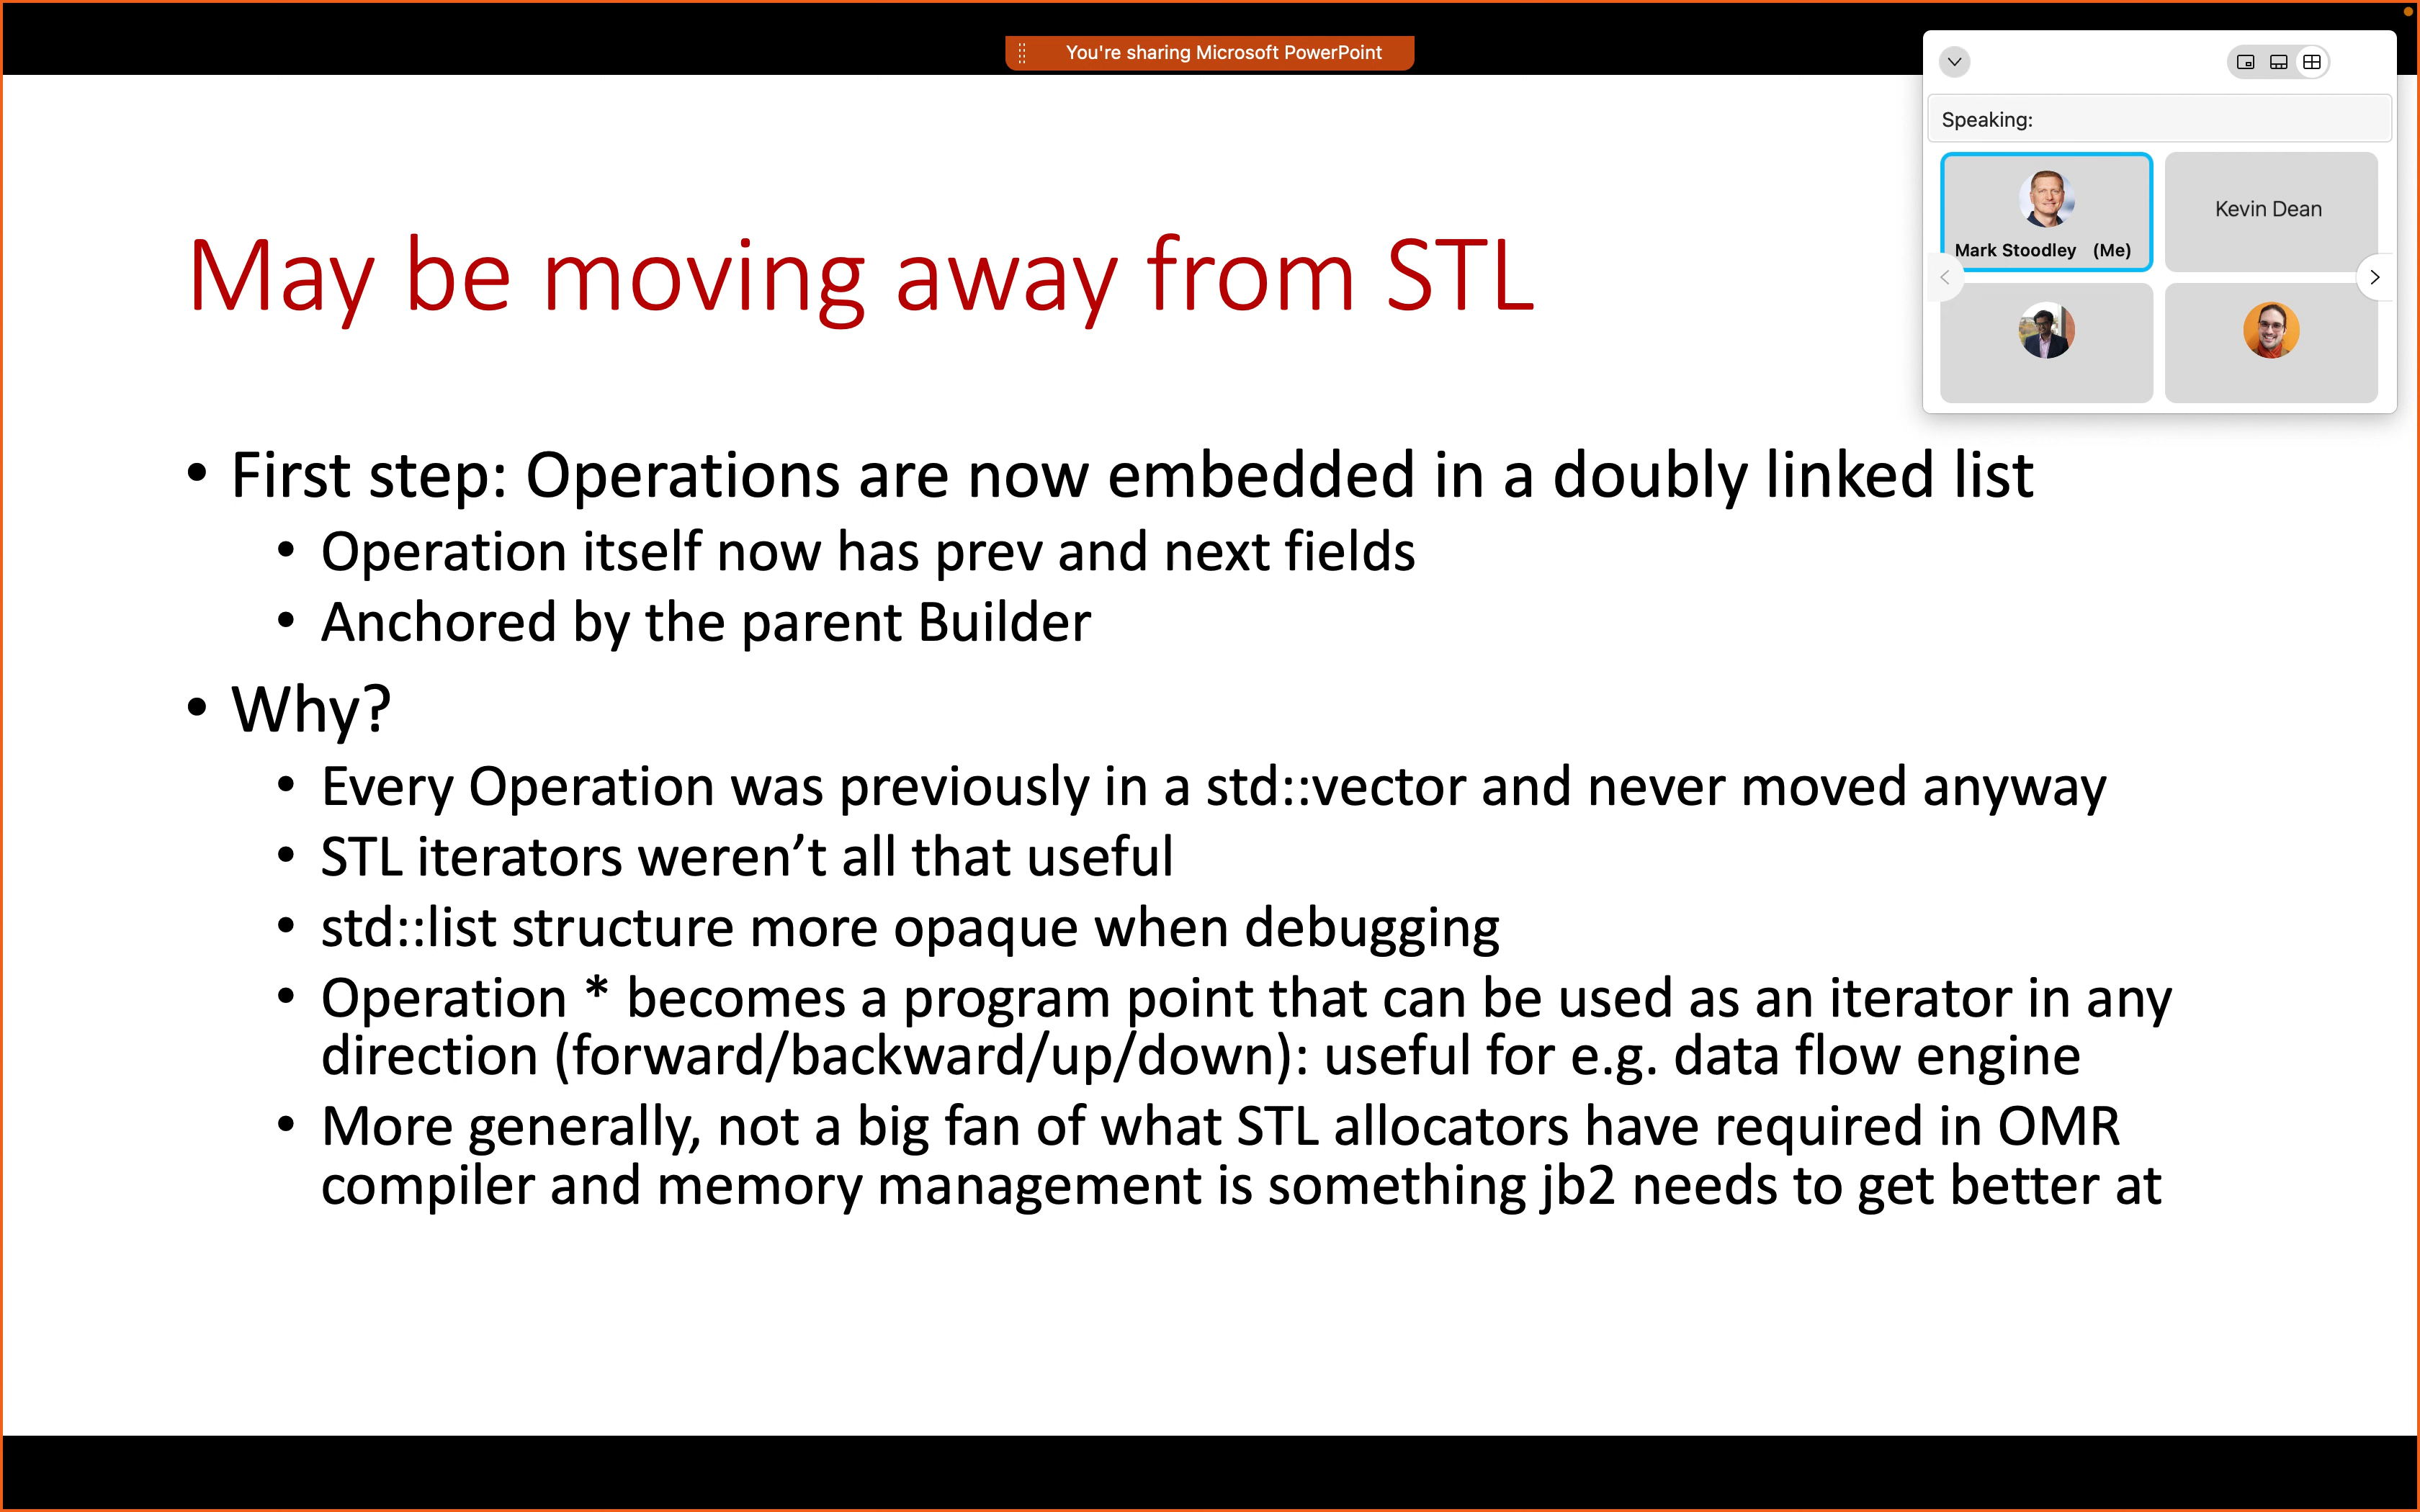 You're sharing Microsoft PowerPoint
Speaking:
Mark Stoodley (Me)
Kevin Dean
May be moving away from STL
• First step: Operations are now embedded in a doubly linked list
• Operation itself now has prev and next fields
• Anchored by the parent Builder
• Why?
• Every Operation was previously in a std::vector and never moved anyway
• STL iterators weren’t all that useful
• std::list structure more opaque when debugging
• Operation * becomes a program point that can be used as an iterator in any
direction (forward/backward/up/down): useful for e.g. data flow engine
• More generally, not a big fan of what STL allocators have required in OMR
compiler and memory management is something jb2 needs to get better at